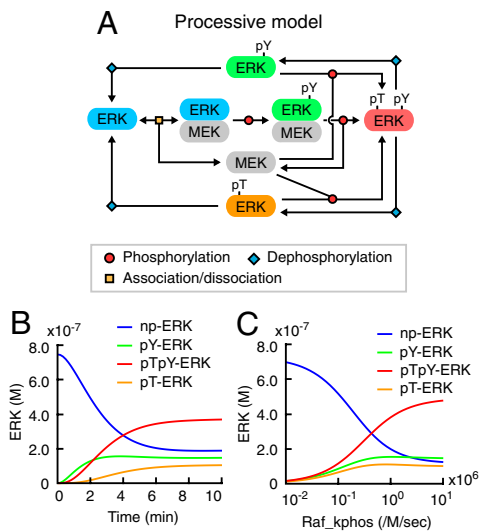 A Processive model
pY
ERK
pY
pT pY
ERK
ERK
MEK
ERK
MEK
ERK
MEK
pT
ERK
Phosphorylation
Dephosphorylation
Association/dissociation
B
x10⁻⁷
np-ERK
pY-ERK
pTpY-ERK
pT-ERK
8.0
6.0
4.0
2.0
0
ERK (M)
0 2 4 6 8 10
Time (min)
C
x10⁻⁷
np-ERK
pY-ERK
pTpY-ERK
pT-ERK
8.0
6.0
4.0
2.0
0
ERK (M)
10⁻² 10⁻¹ 10⁰ 10¹ x10⁶
Raf_kphos (/M/sec)